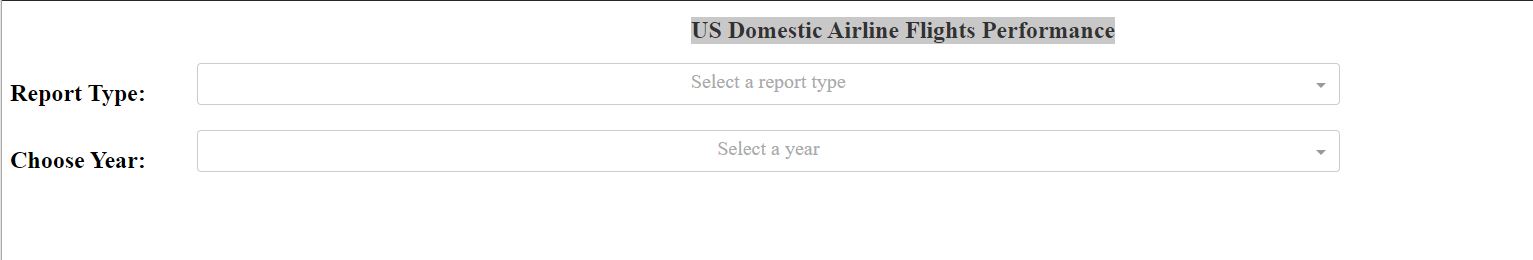 US Domestic Airline Flights Performance
Report Type: Select a report type
Choose Year: Select a year